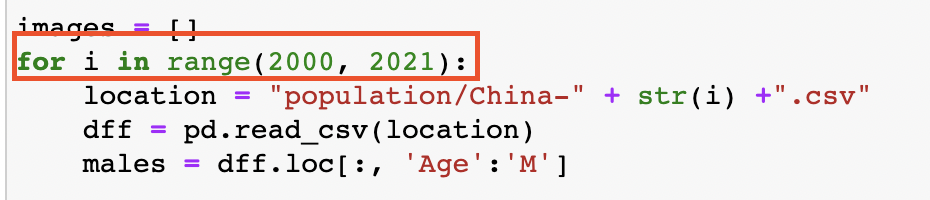 images = []
for i in range(2000, 2021):
    location = "population/China-" + str(i) +".csv"
    dff = pd.read_csv(location)
    males = dff.loc[:, 'Age':'M']